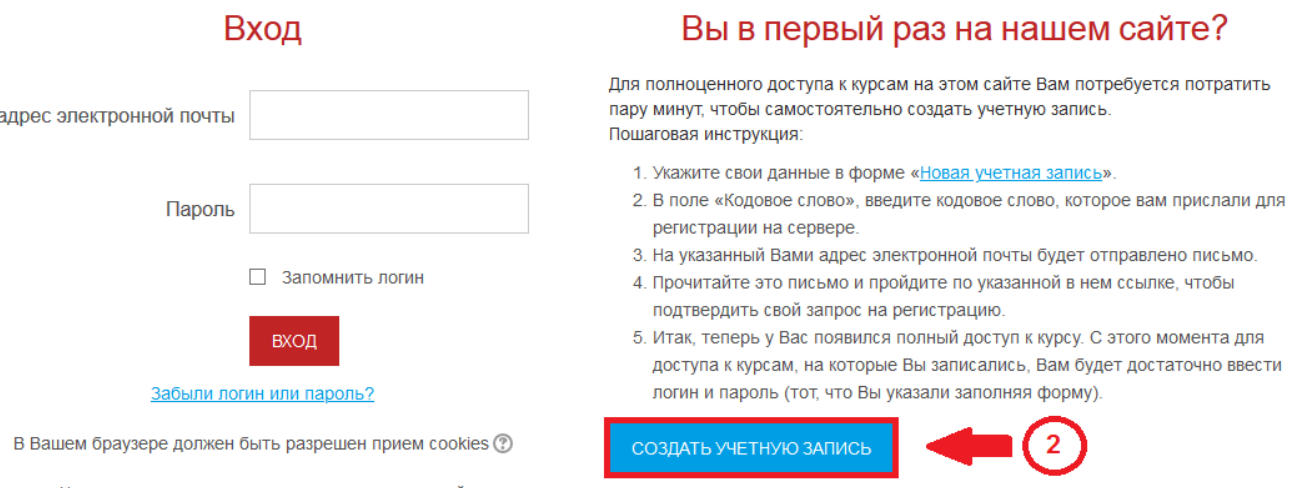 Вход
адрес электронной почты
Пароль
Запомнить логин
ВХОД
Забыли логин или пароль?
В Вашем браузере должен быть разрешен прием cookies
Вы в первый раз на нашем сайте?
Для полноценного доступа к курсам на этом сайте Вам потребуется потратить
пару минут, чтобы самостоятельно создать учетную запись.
Пошаговая инструкция:
1. Укажите свои данные в форме «Новая учетная запись».
2. В поле «Кодовое слово», введите кодовое слово, которое вам прислали для
регистрации на сервере.
3. На указанный Вами адрес электронной почты будет отправлено письмо.
4. Прочитайте это письмо и пройдите по указанной в нем ссылке, чтобы
подтвердить свой запрос на регистрацию.
5. Итак, теперь у Вас появился полный доступ к курсу. С этого момента для
доступа к курсам, на которые Вы записались, Вам будет достаточно ввести
логин и пароль (тот, что Вы указали заполняя форму).
СОЗДАТЬ УЧЕТНУЮ ЗАПИСЬ
2